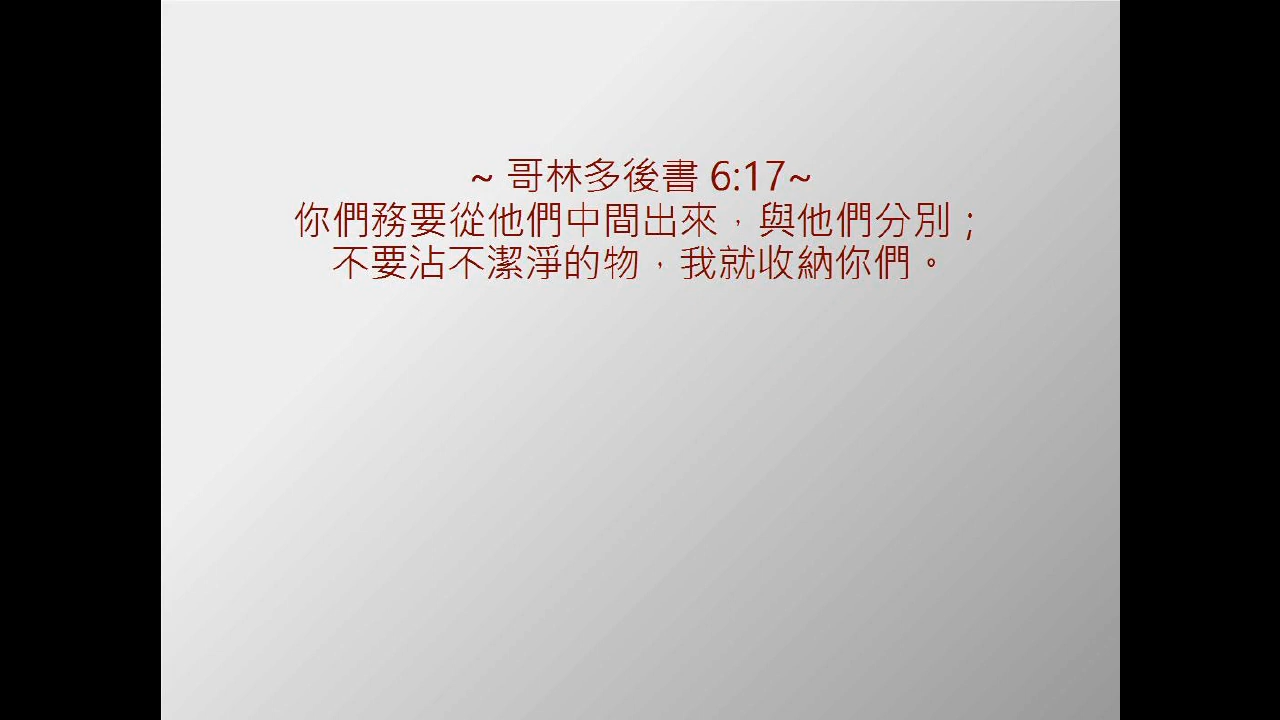 ~ 哥林多後書 6:17~
你們務要從他們中間出來，與他們分別；
不要沾不潔淨的物，我就收納你們。